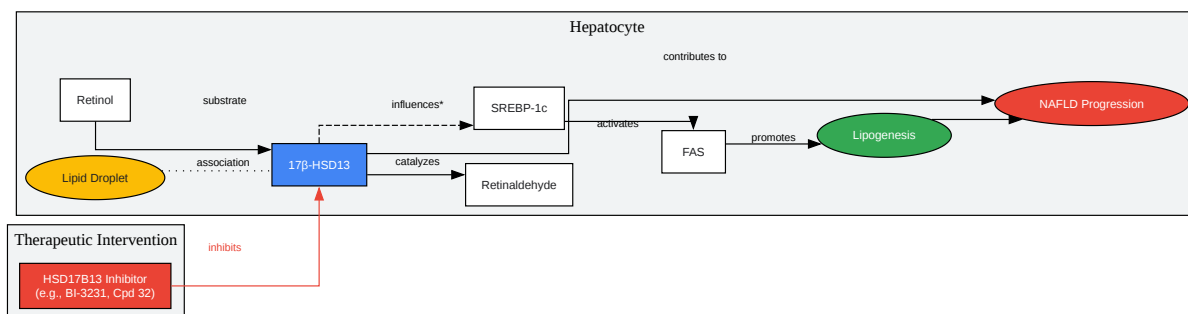 Hepatocyte
contributes to
Retinol
substrate
influences*
SREBP-1c
NAFLD Progression
activates
Lipogenesis
promotes
FAS
association
17β-HSD13
catalyzes
Lipid Droplet
Retinaldehyde
Therapeutic Intervention
inhibits
HSD17B13 Inhibitor
(e.g., BI-3231, Cpd 32)